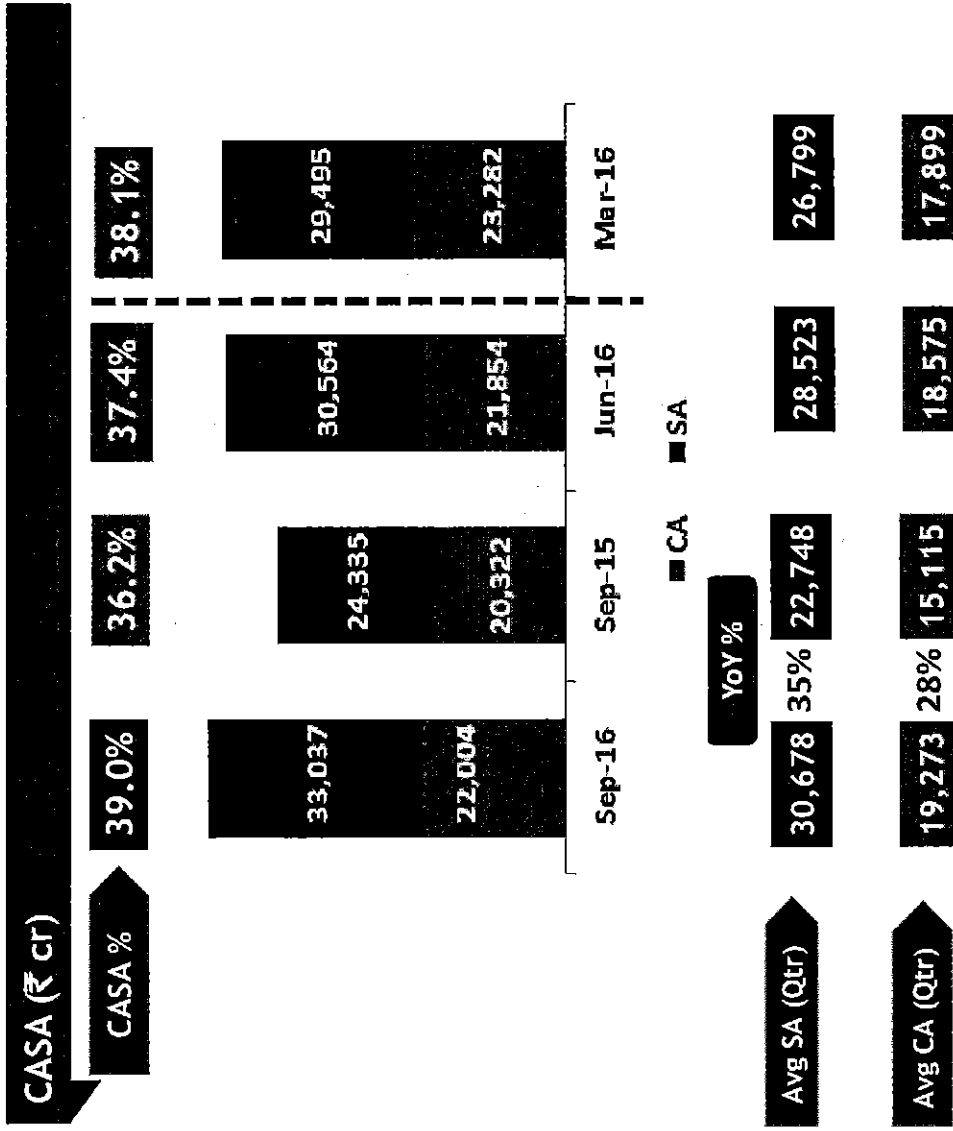 CASA (₹ cr)
CASA % 39.0% 36.2% 37.4% 38.1%
33,037 24,335 30,564 29,495
22,004 20,322 21,854 23,282
Sep-16 Sep-15 Jun-16 Mar-16
CA SA
YoY %
Avg SA (Qtr) 30,678 35% 22,748 28,523 26,799
Avg CA (Qtr) 19,273 28% 15,115 18,575 17,899